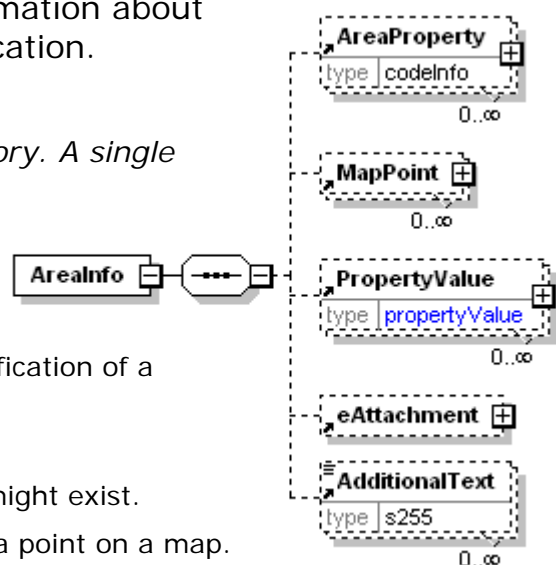 mation about
cation.
ory. A single
fication of a
might exist.
a point on a map.
AreaInfo
AreaProperty
type codeInfo
0..∞
MapPoint
0..∞
PropertyValue
type propertyValue
0..∞
eAttachment
AdditionalText
type s255
0..∞